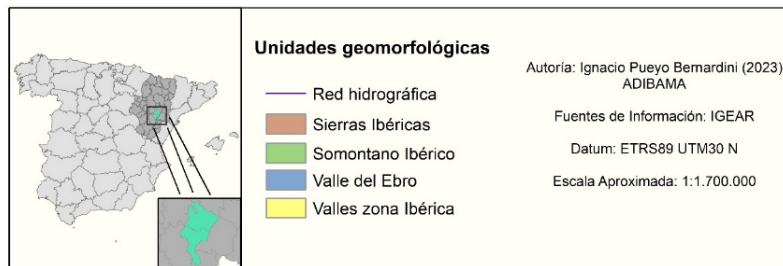 Unidades geomorfológicas
Red hidrográfica
Sierras Ibéricas
Somontano Ibérico
Valle del Ebro
Valles zona Ibérica
Autoría: Ignacio Pueyo Bernardini (2023)
ADIBAMA
Fuentes de Información: IGEAR
Datum: ETRS89 UTM30 N
Escala Aproximada: 1:1.700.000